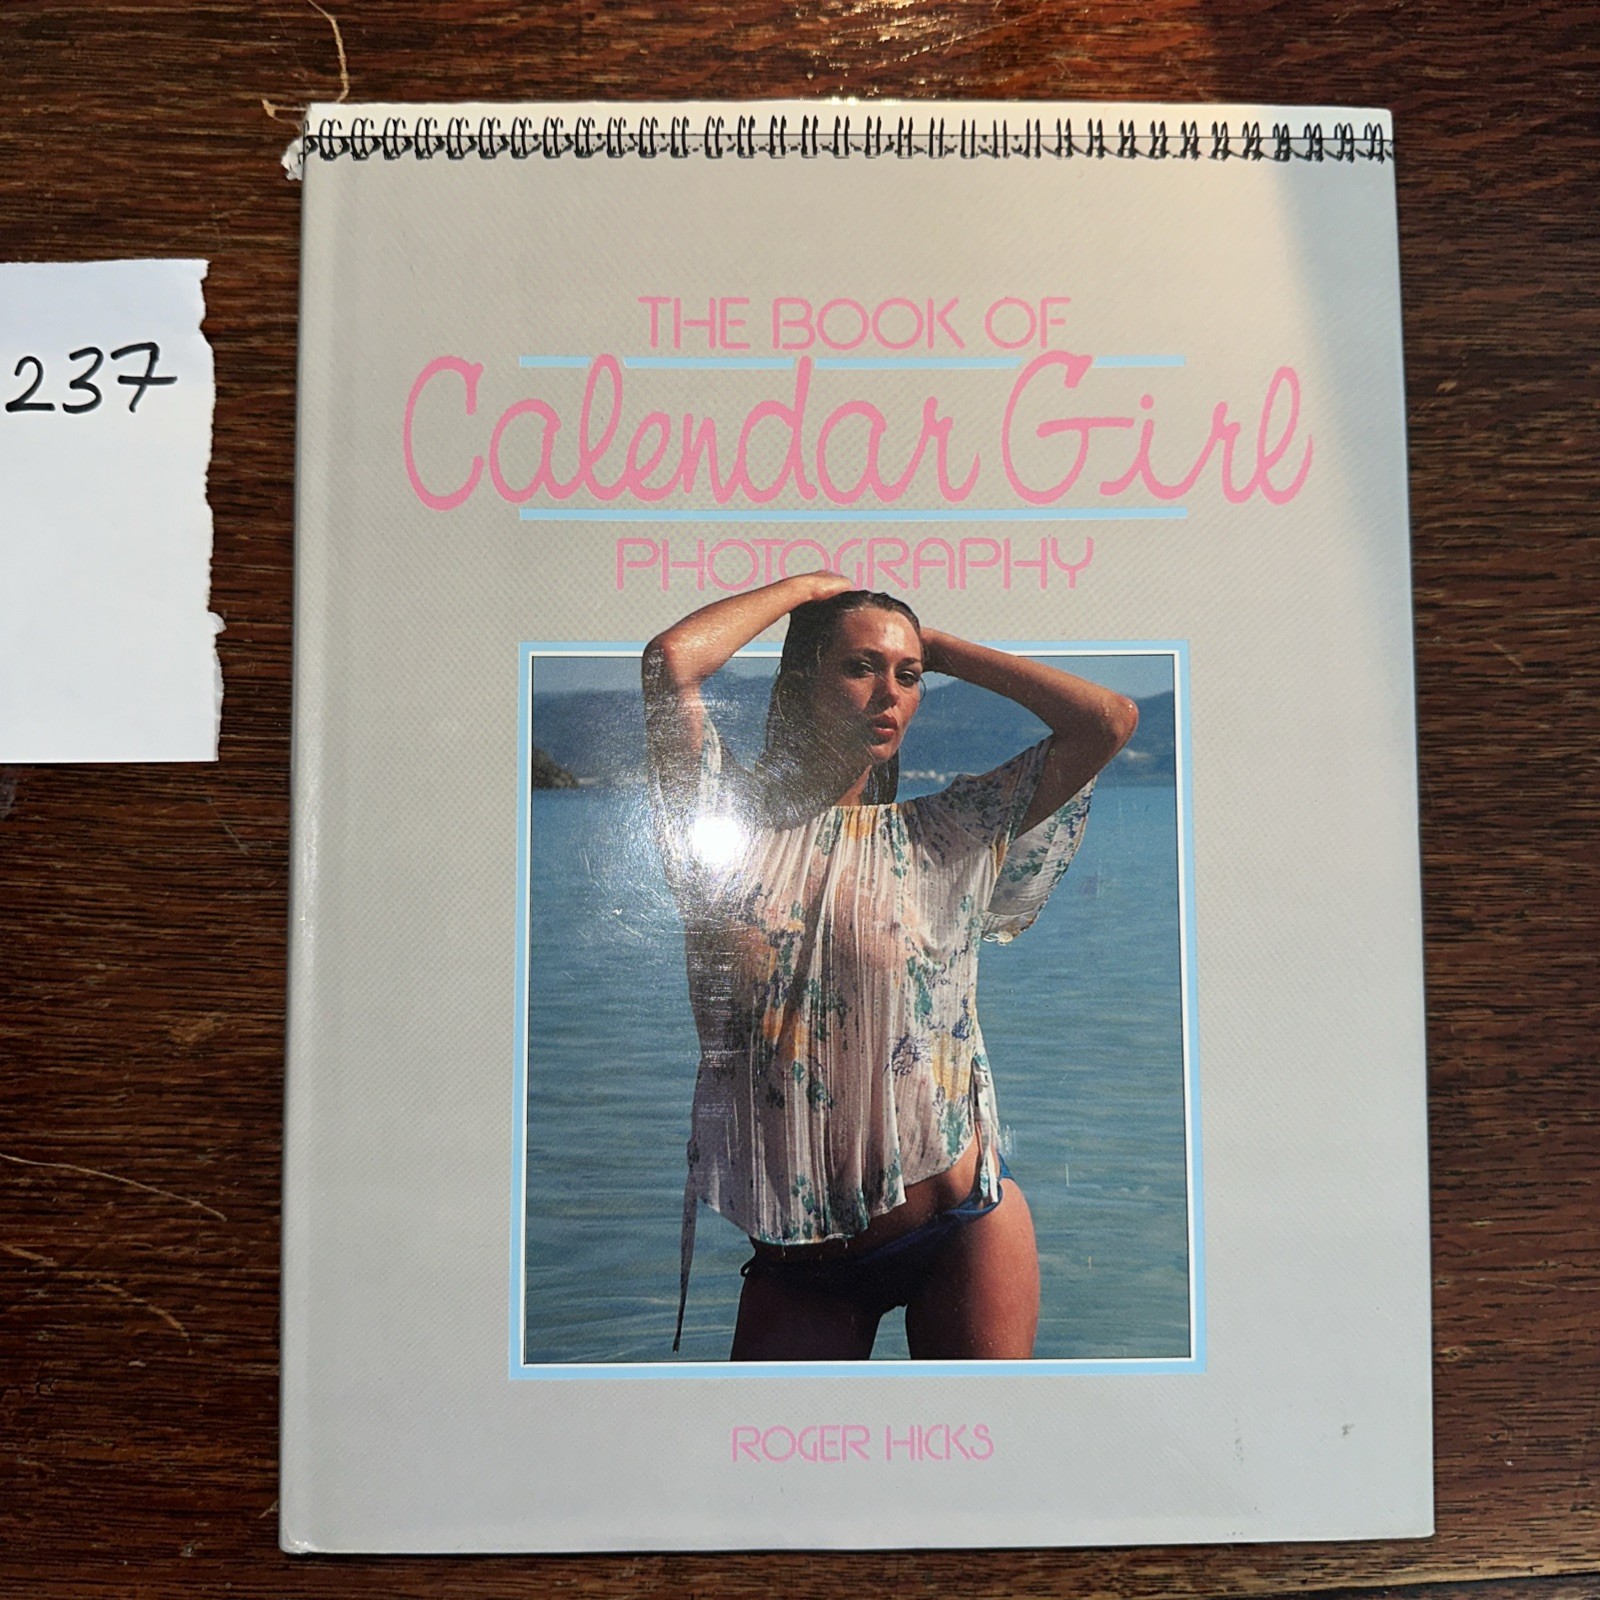 237
THE BOOK OF
Calendar Girl
PHOTOGRAPHY
ROGER HICKS